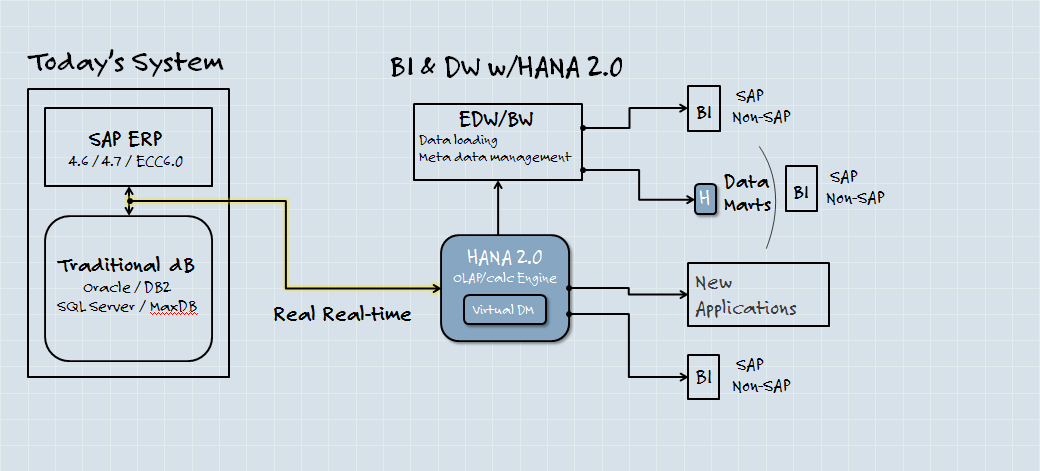 Today's System
SAP ERP
4.6 / 4.7 / ECC6.0
Traditional dB
Oracle / DB2
SQL Server / MaxDB
Real Real-time
BI & DW w/HANA 2.0
EDW/BW
Data loading
Meta data management
HANA 2.0
OLAP/calc Engine
Virtual DM
BI
SAP
Non-SAP
H
Data
Marts
BI
SAP
Non-SAP
New
Applications
BI
SAP
Non-SAP